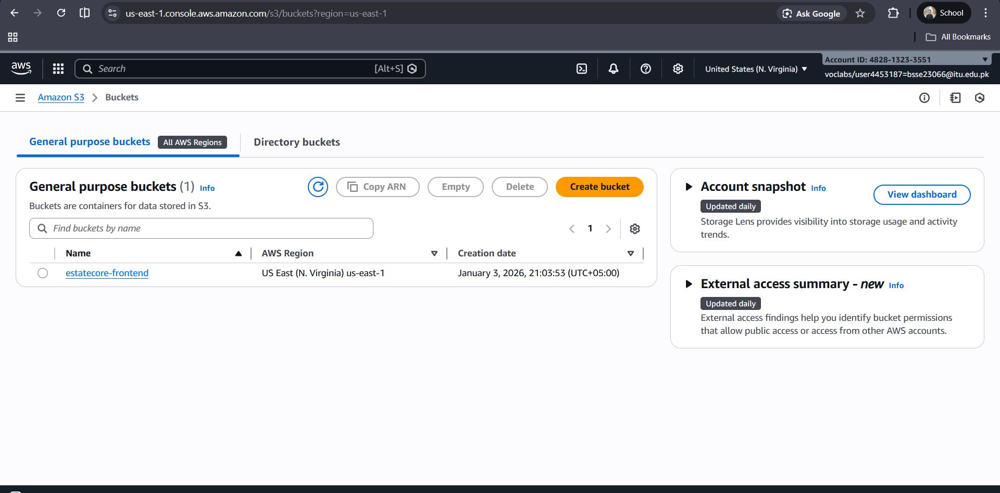 us-east-1.console.aws.amazon.com/s3/buckets?region=us-east-1
Ask Google
School
All Bookmarks
aws
Search
[Alt+S]
United States (N. Virginia)
Account ID: 4828-1323-3551
voclabs/user4453187=bsse23066@itu.edu.pk
Amazon S3
Buckets
General purpose buckets
All AWS Regions
Directory buckets
General purpose buckets (1) Info
Copy ARN
Empty
Delete
Create bucket
Buckets are containers for data stored in S3.
Find buckets by name
1
Name
AWS Region
Creation date
estatecore-frontend
US East (N. Virginia) us-east-1
January 3, 2026, 21:03:53 (UTC+05:00)
Account snapshot Info
View dashboard
Updated daily
Storage Lens provides visibility into storage usage and activity
trends.
External access summary - new Info
Updated daily
External access findings help you identify bucket permissions
that allow public access or access from other AWS accounts.